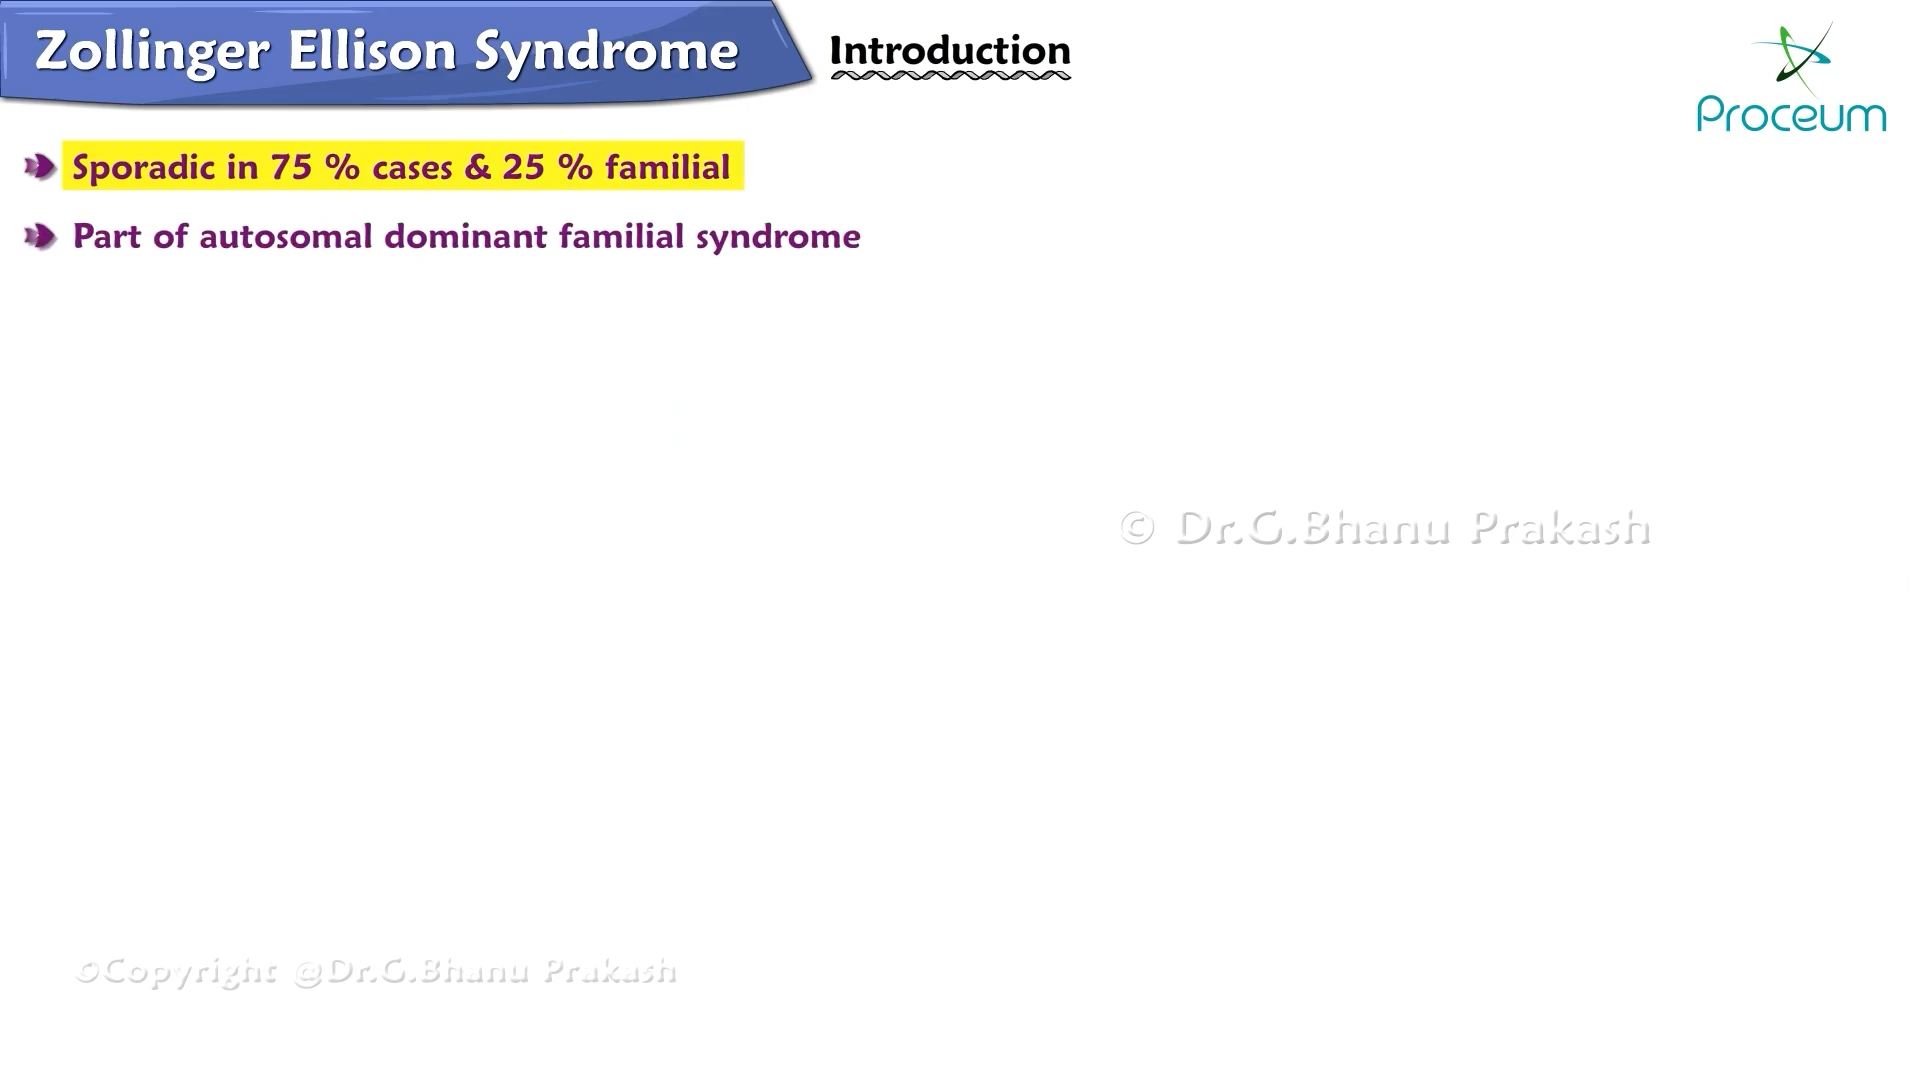 Zollinger Ellison Syndrome
Introduction
Proceum
Sporadic in 75 % cases & 25 % familial
Part of autosomal dominant familial syndrome
© Dr.G.Bhanu Prakash
©Copyright @Dr.G.Bhanu Prakash